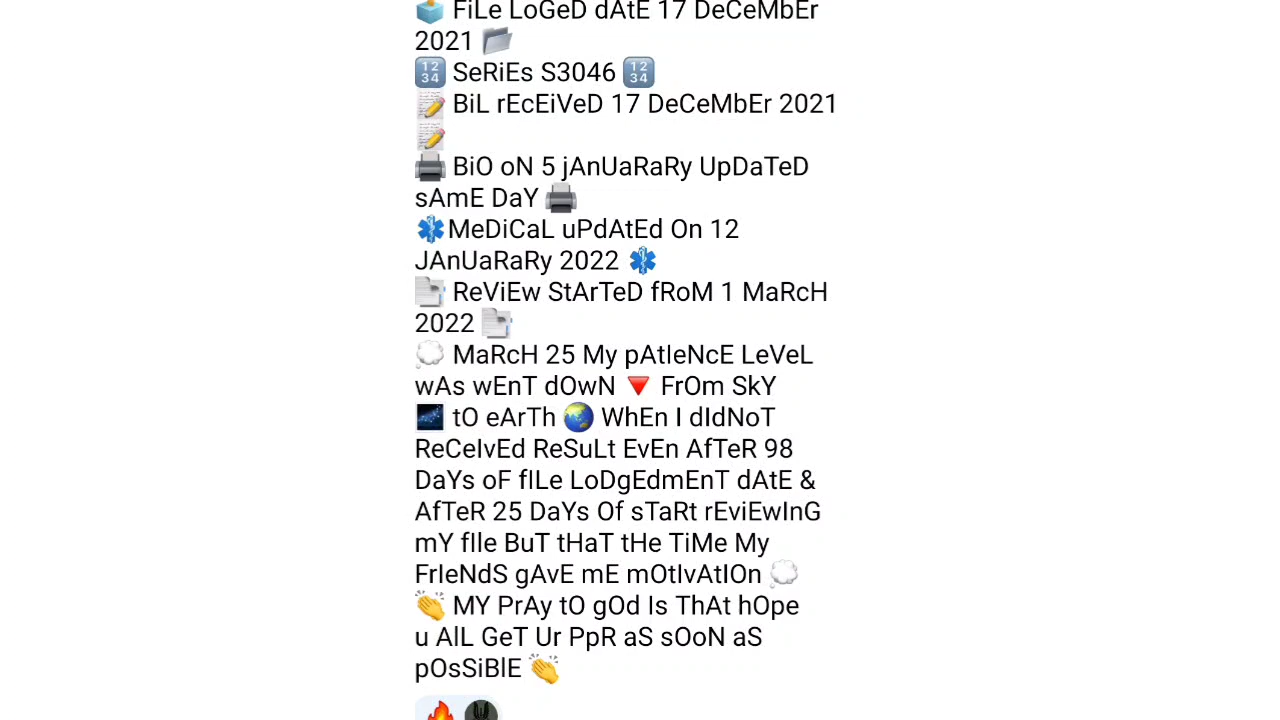 🗳️ FiLe LoGeD dAtE 17 DeCeMbEr
2021 📂
🔢 SeRiEs S3046 🔢
📝 BiL rEcEiVeD 17 DeCeMbEr 2021
📝
🖨️ BiO oN 5 jAnUaRaRy UpDaTeD
sAmE DaY 🖨️
⚕️MeDiCaL uPdAtEd On 12
JAnUaRaRy 2022 ⚕️
📑 ReViEw StArTeD fRoM 1 MaRcH
2022 📑
💭 MaRcH 25 My pAtIeNcE LeVeL
wAs wEnT dOwN 🔻 FrOm SkY
🌌 tO eArTh 🌏 WhEn I dIdNoT
ReCeIvEd ReSuLt EvEn AfTeR 98
DaYs oF fILe LoDgEdmEnT dAtE &
AfTeR 25 DaYs Of sTaRt rEviEwInG
mY fIle BuT tHaT tHe TiMe My
FrIeNdS gAvE mE mOtIvAtIOn 💭
👏 MY PrAy tO gOd Is ThAt hOpe
u AlL GeT Ur PpR aS sOoN aS
pOsSiBlE 👏